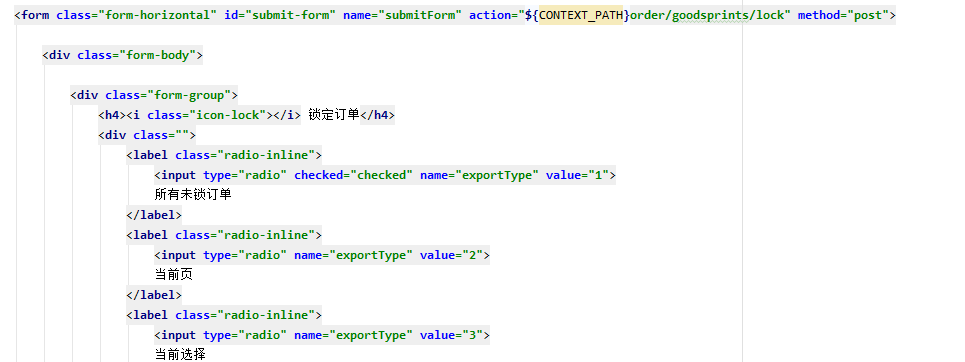 <form class="form-horizontal" id="submit-form" name="submitForm" action="${CONTEXT_PATH}order/goodsprints/lock" method="post">
<div class="form-body">
<div class="form-group">
<h4><i class="icon-lock"></i> 锁定订单</h4>
<div class="">
<label class="radio-inline">
<input type="radio" checked="checked" name="exportType" value="1">
所有未锁订单
</label>
<label class="radio-inline">
<input type="radio" name="exportType" value="2">
当前页
</label>
<label class="radio-inline">
<input type="radio" name="exportType" value="3">
当前选择